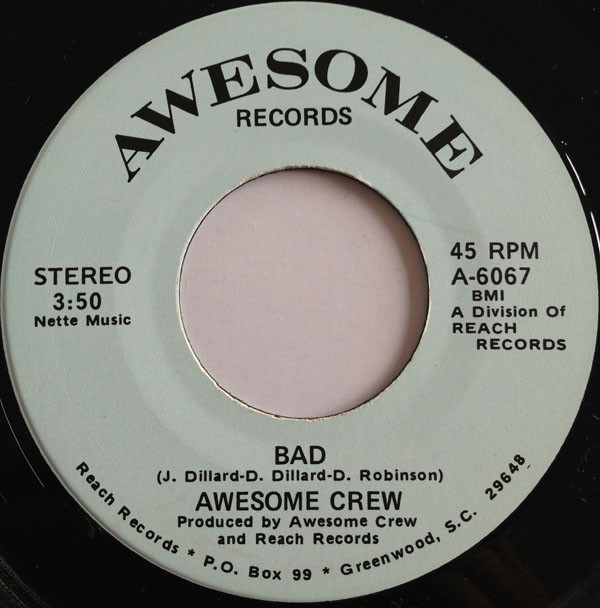 AWESOME
RECORDS
STEREO
3:50
Nette Music
45 RPM
A-6067
BMI
A Division Of
REACH
RECORDS
BAD
(J. Dillard-D. Dillard-D. Robinson)
AWESOME CREW
Produced by Awesome Crew
and Reach Records
Reach Records * P.O. Box 99 * Greenwood, S.C. 29648